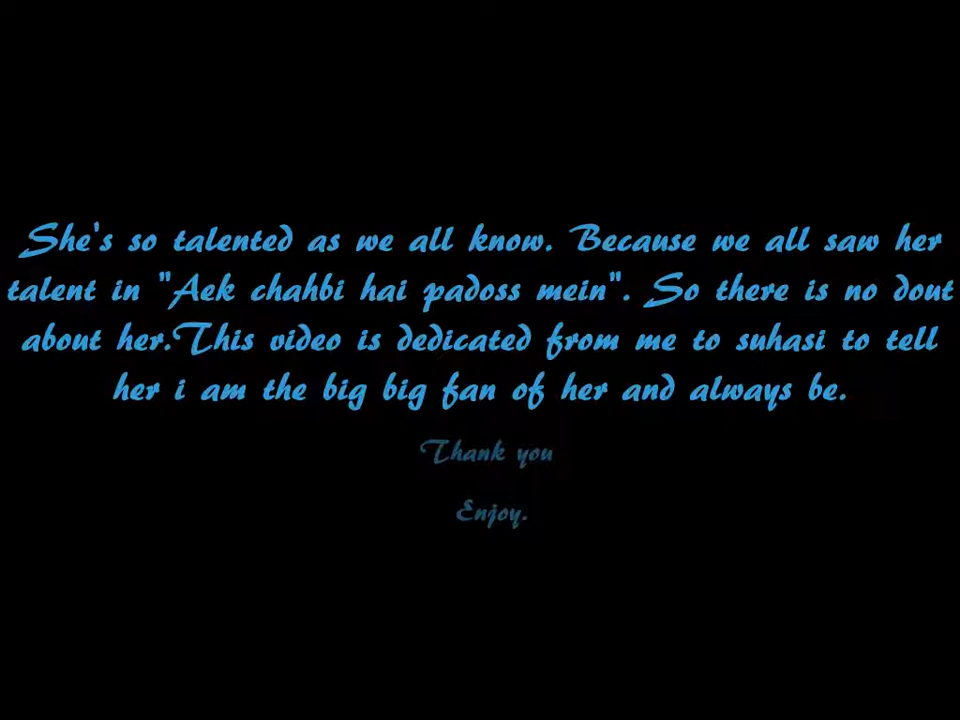 She's so talented as we all know. Because we all saw her
talent in "Aek chahbi hai padoss mein". So there is no dout
about her.This video is dedicated from me to suhasi to tell
her i am the big big fan of her and always be.
Thank you
Enjoy.